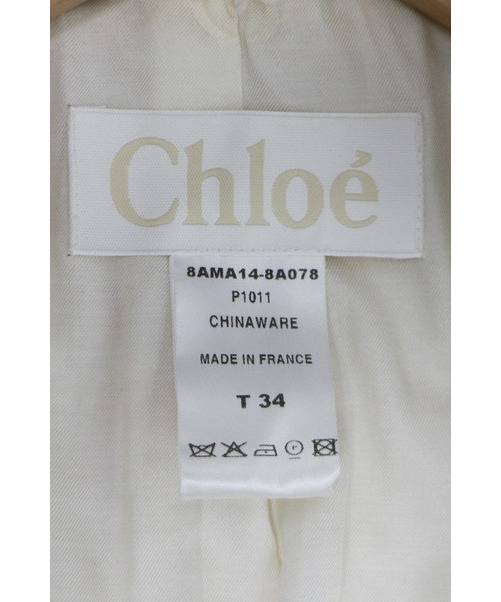 Chloé
8AMA14-8A078
P1011
CHINAWARE
MADE IN FRANCE
T 34